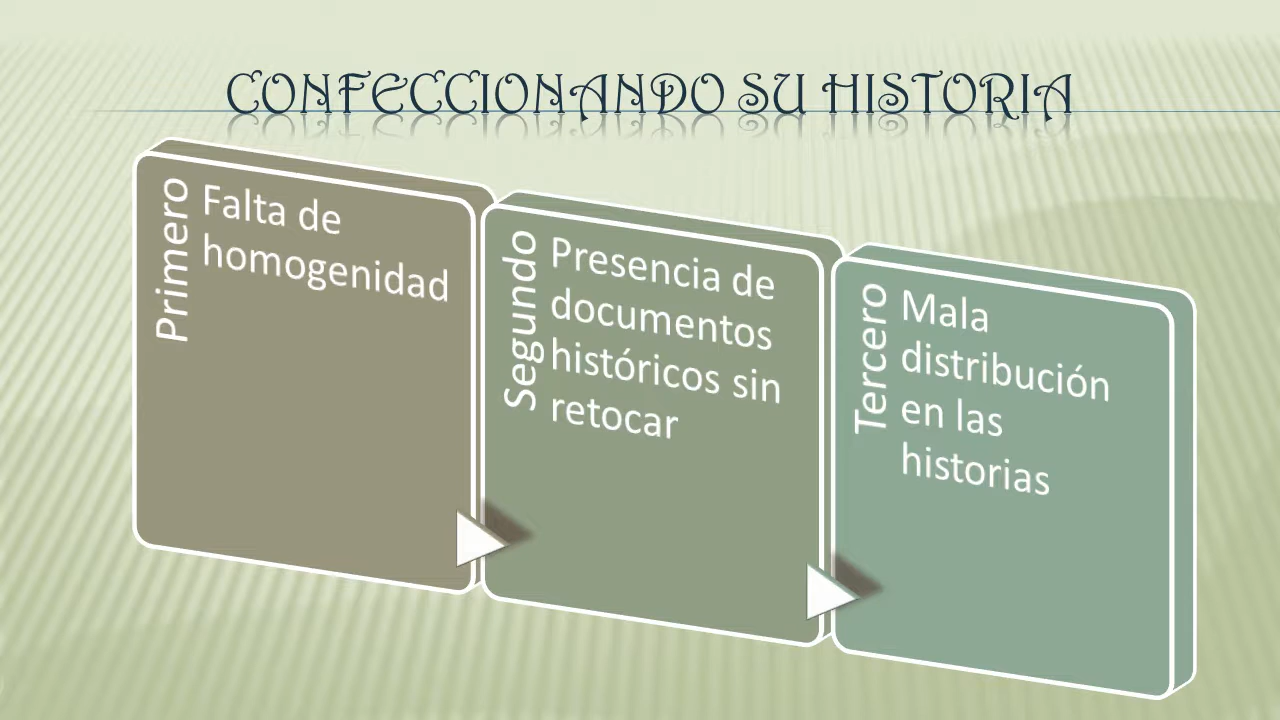 CONFECCIONANDO SU HISTORIA
Primero
Falta de
homogenidad
Segundo
Presencia de
documentos
históricos sin
retocar
Tercero
Mala
distribución
en las
historias